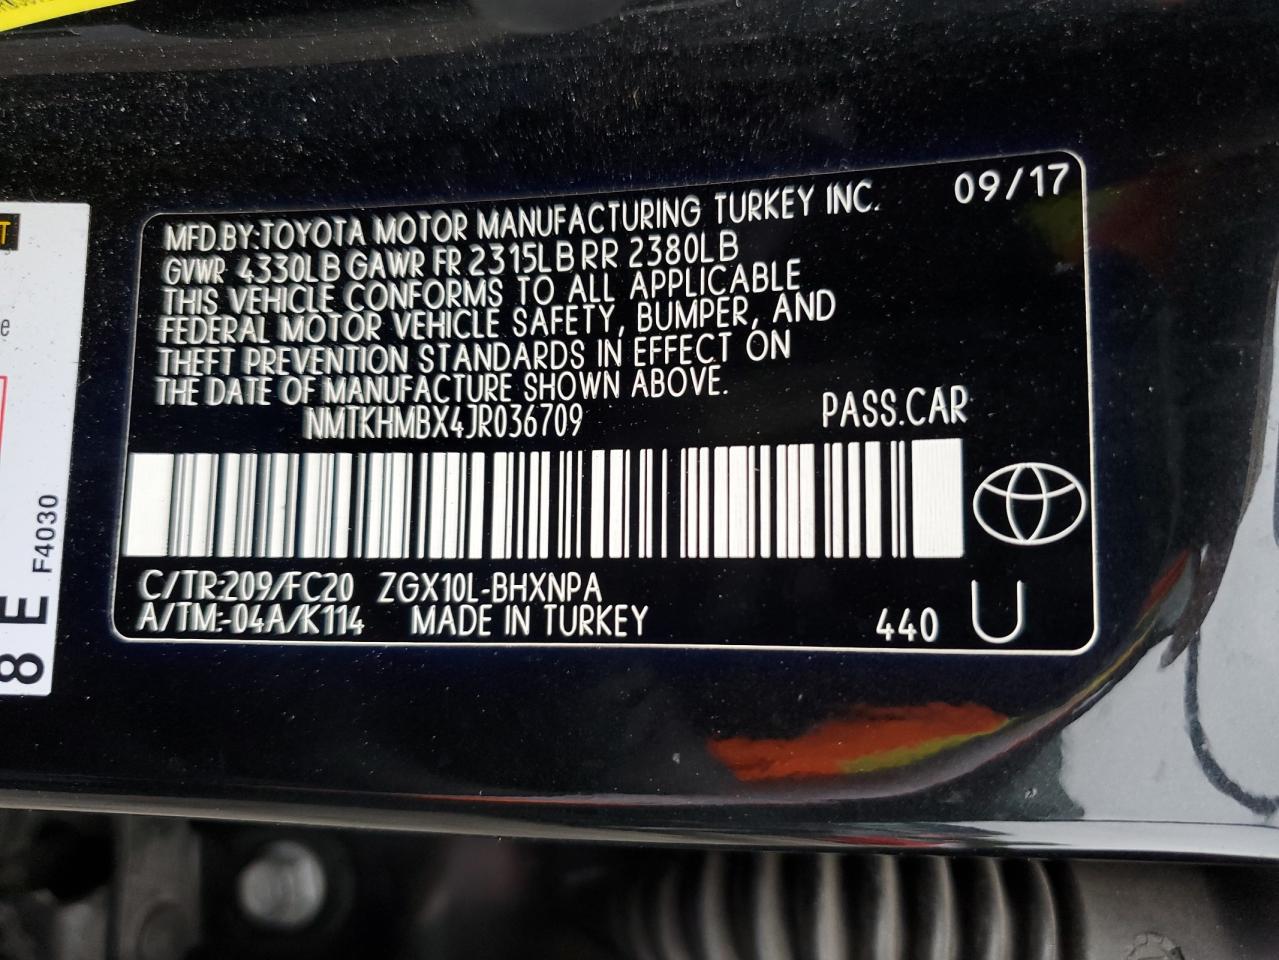 MFD.BY:TOYOTA MOTOR MANUFACTURING TURKEY INC. 09/17
GVWR 4330LB GAWR FR 2315LB RR 2380LB
THIS VEHICLE CONFORMS TO ALL APPLICABLE
FEDERAL MOTOR VEHICLE SAFETY, BUMPER, AND
THEFT PREVENTION STANDARDS IN EFFECT ON
THE DATE OF MANUFACTURE SHOWN ABOVE.
NMTKHMBX4JR036709 PASS.CAR
C/TR:209/FC20 ZGX10L-BHXNPA
A/TM:-04A/K114 MADE IN TURKEY 440 U
F4030
8 E